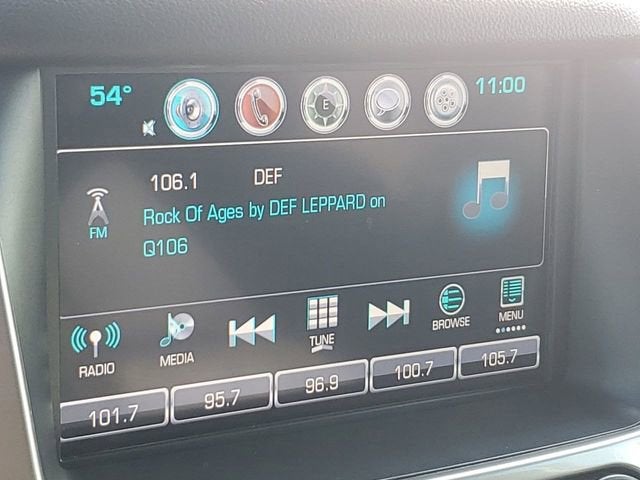 54° E 11:00
106.1 DEF
FM
Rock Of Ages by DEF LEPPARD on
Q106
RADIO MEDIA TUNE BROWSE MENU
101.7 95.7 96.9 100.7 105.7